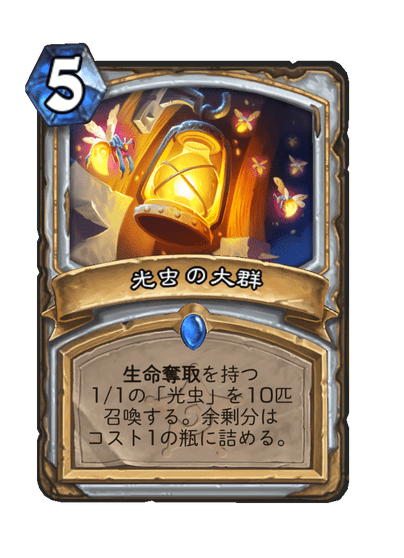 5
光虫の大群
生命奪取を持つ
1/1の「光虫」を10匹
召喚する。余剰分は
コスト1の瓶に詰める。